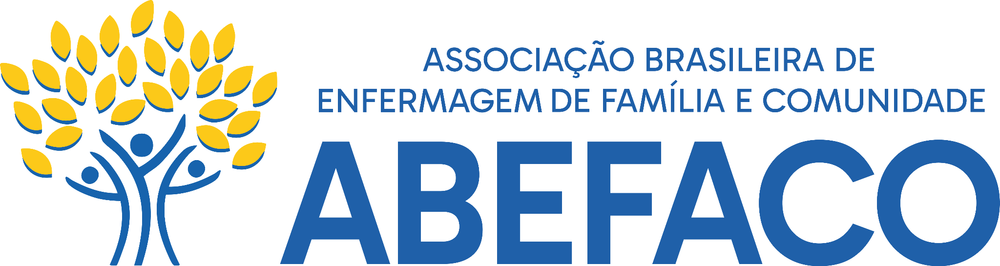 ASSOCIAÇÃO BRASILEIRA DE
ENFERMAGEM DE FAMÍLIA E COMUNIDADE
ABEFACO